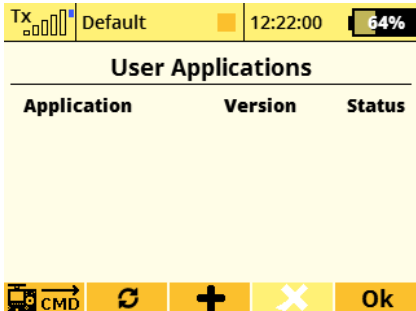 Tx Default 12:22:00 64%
User Applications
Application Version Status
CMD Ok